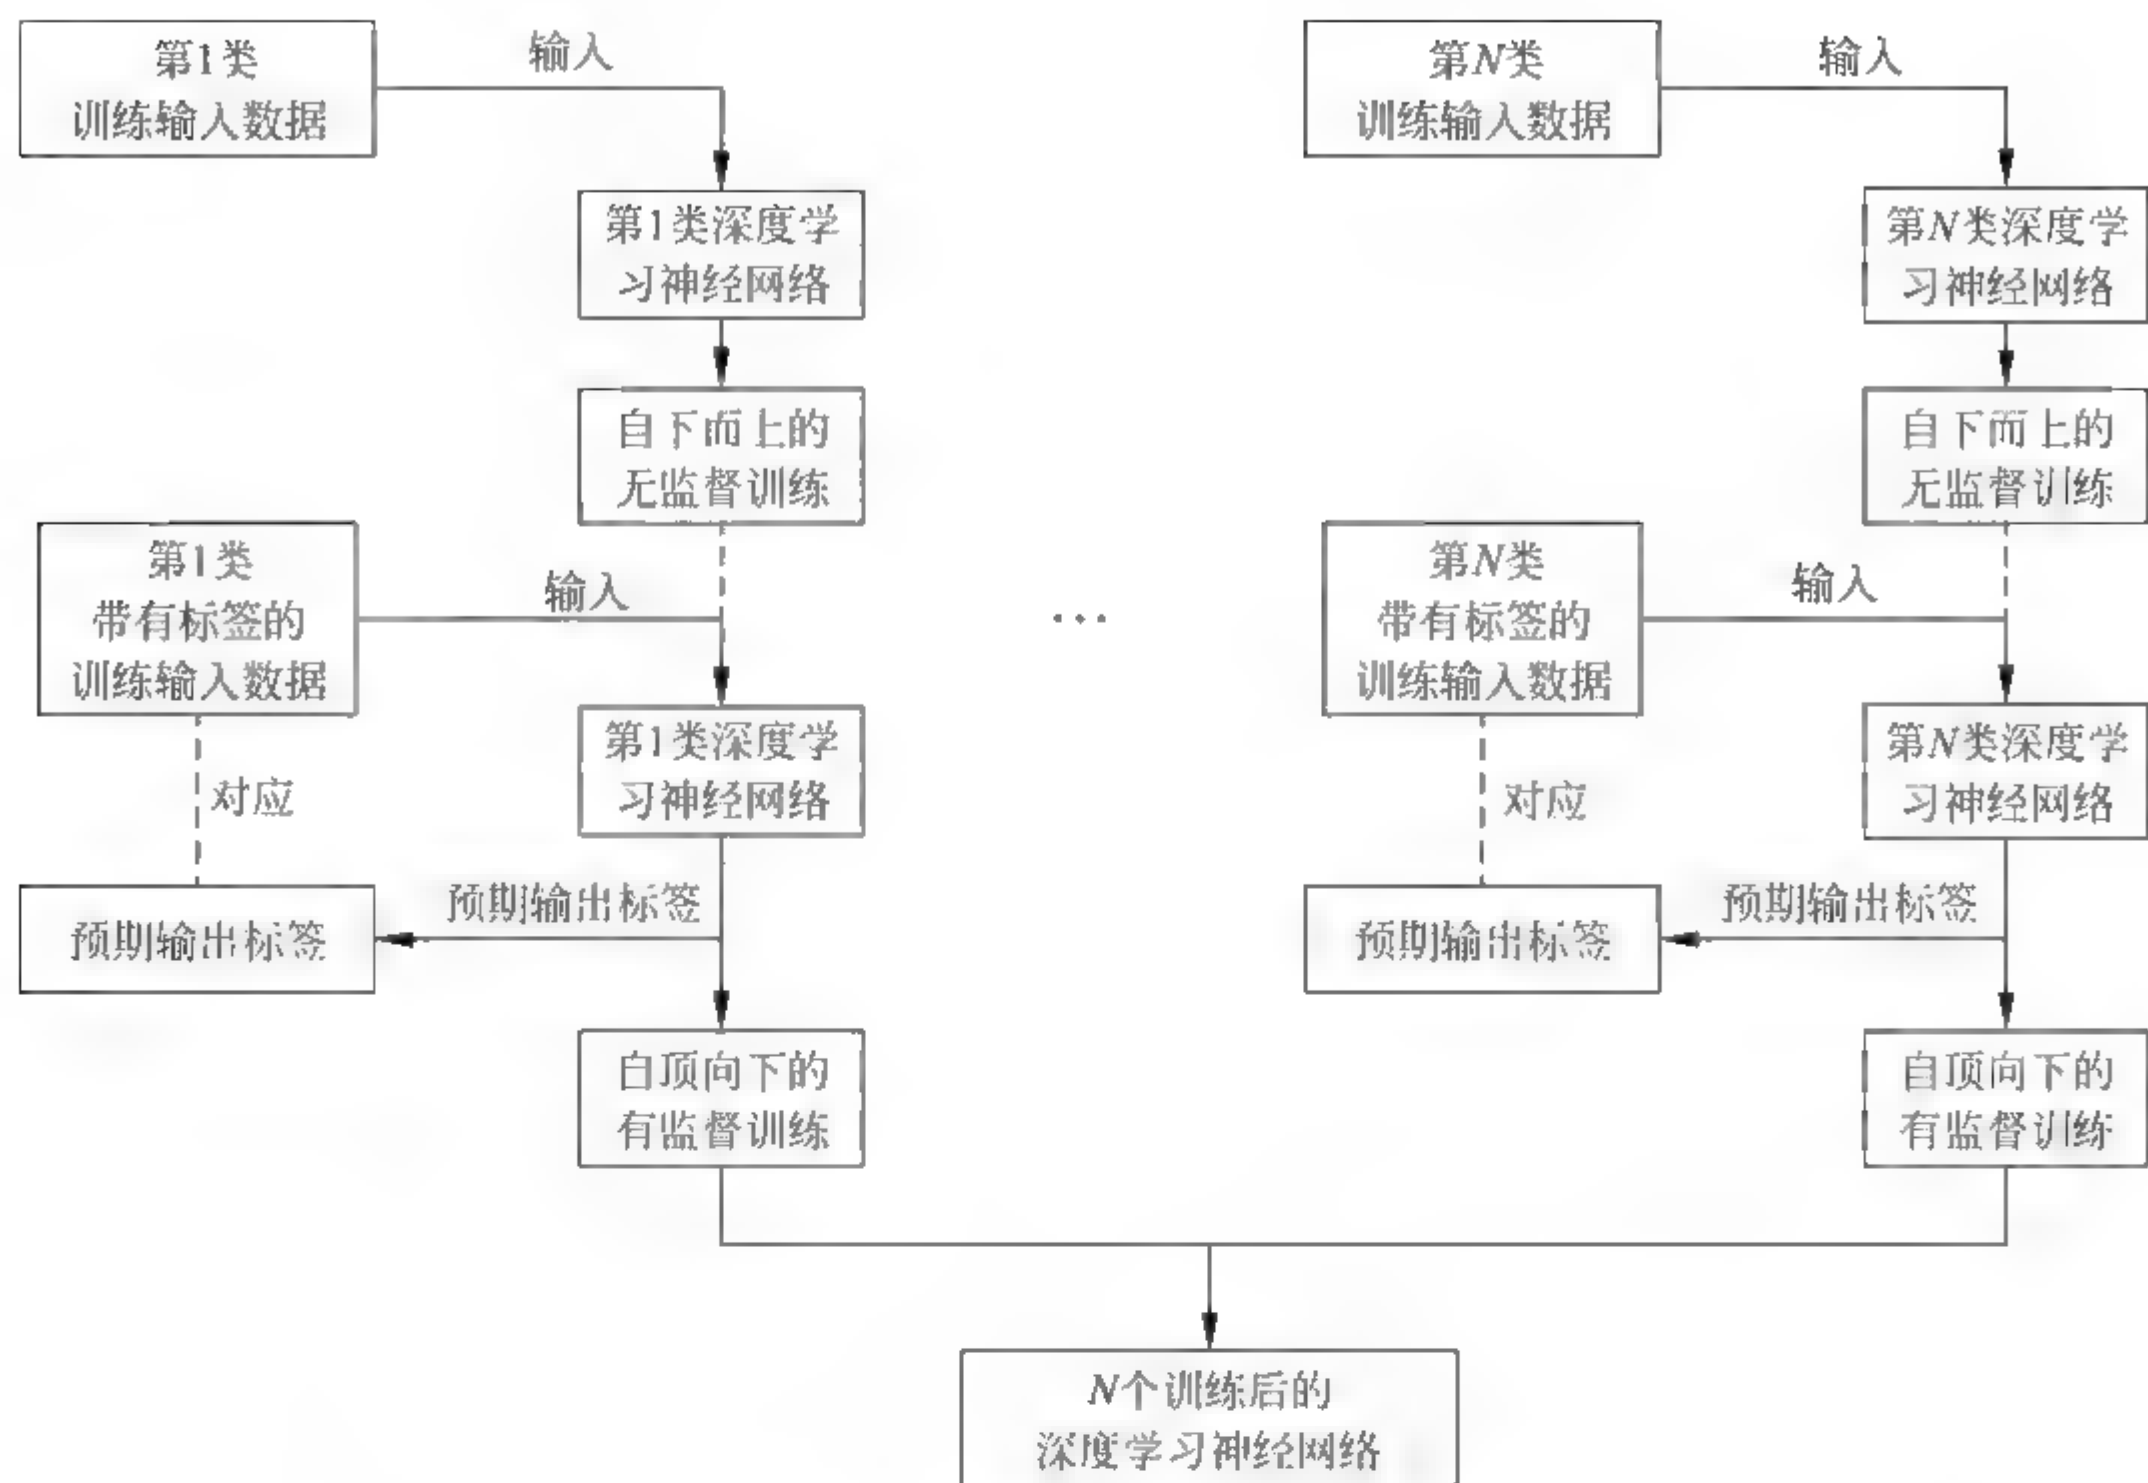 第1类
训练输入数据
输入
第1类深度学
习神经网络
自下而上的
无监督训练
第1类
带有标签的
训练输入数据
输入
第1类深度学
习神经网络
对应
预期输出标签
预期输出标签
自顶向下的
有监督训练
…
第N类
训练输入数据
输入
第N类深度学
习神经网络
自下而上的
无监督训练
第N类
带有标签的
训练输入数据
输入
第N类深度学
习神经网络
对应
预期输出标签
预期输出标签
自顶向下的
有监督训练
N个训练后的
深度学习神经网络